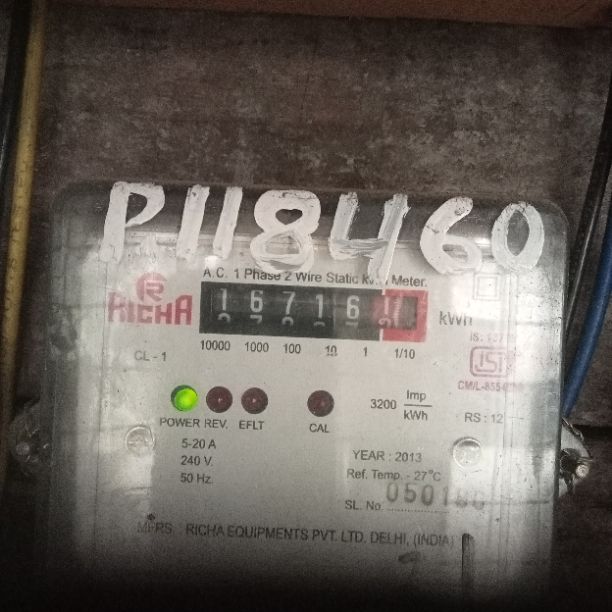 P118460
A.C. 1 Phase 2 Wire Static Meter.
RICHA
16716
kWh
10000 1000 100 10 1 1/10
CL - 1
3200 Imp/kWh
RS : 12
POWER REV. EFLT CAL
5-20 A
240 V.
50 Hz.
YEAR : 2013
Ref. Temp. - 27°C
SL. No.
MFRS. RICHA EQUIPMENTS PVT. LTD. DELHI, (INDIA)